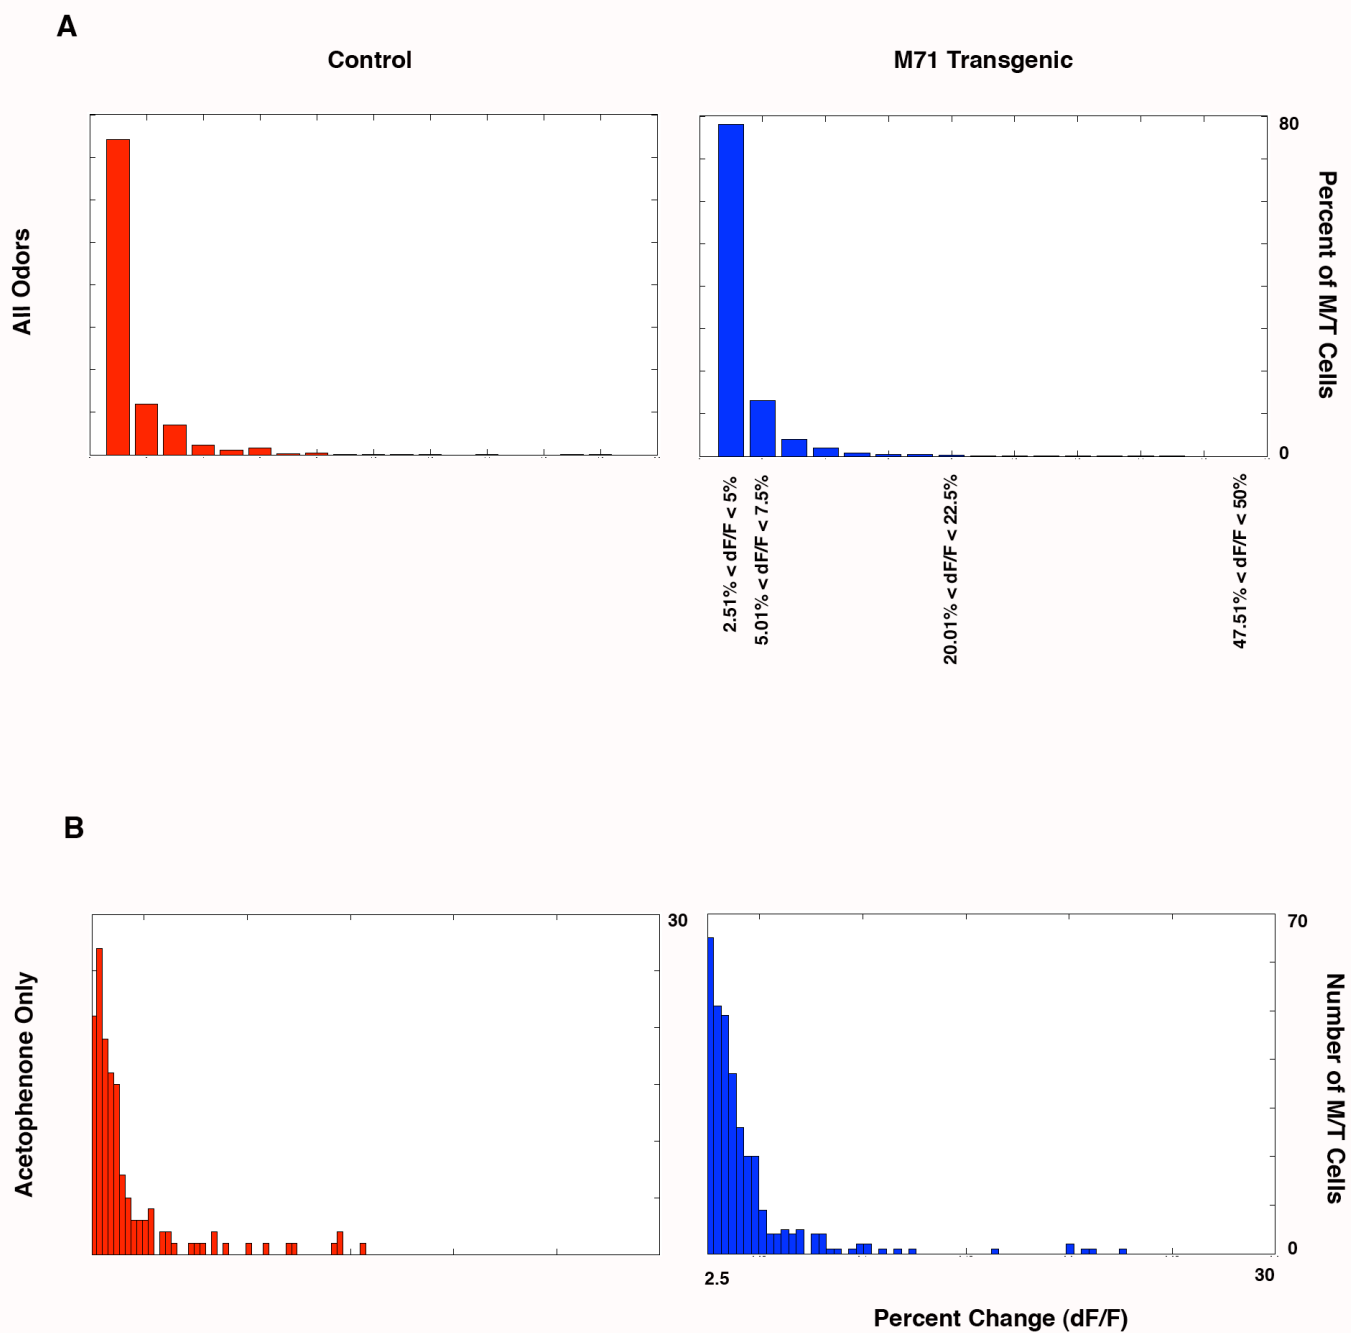 A
Control
M71 Transgenic
80
All Odors
Percent of M/T Cells
0
2.51% < dF/F < 5%
5.01% < dF/F < 7.5%
20.01% < dF/F < 22.5%
47.51% < dF/F < 50%
B
30
70
Acetophenone Only
Number of M/T Cells
0
2.5
30
Percent Change (dF/F)